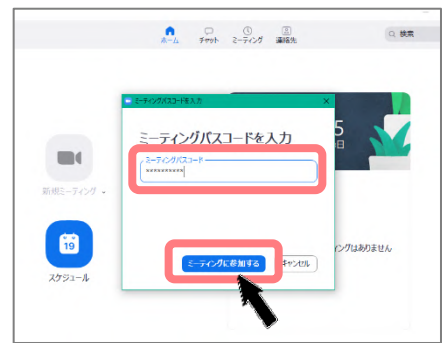 ホーム
チャット
ミーティング
連絡先
検索
ミーティングパスコードを入力
5
日
ミーティングパスコードを入力
ミーティングパスコード
**********
新規ミーティング
19
ングはありません
ミーティングに参加する
キャンセル
スケジュール